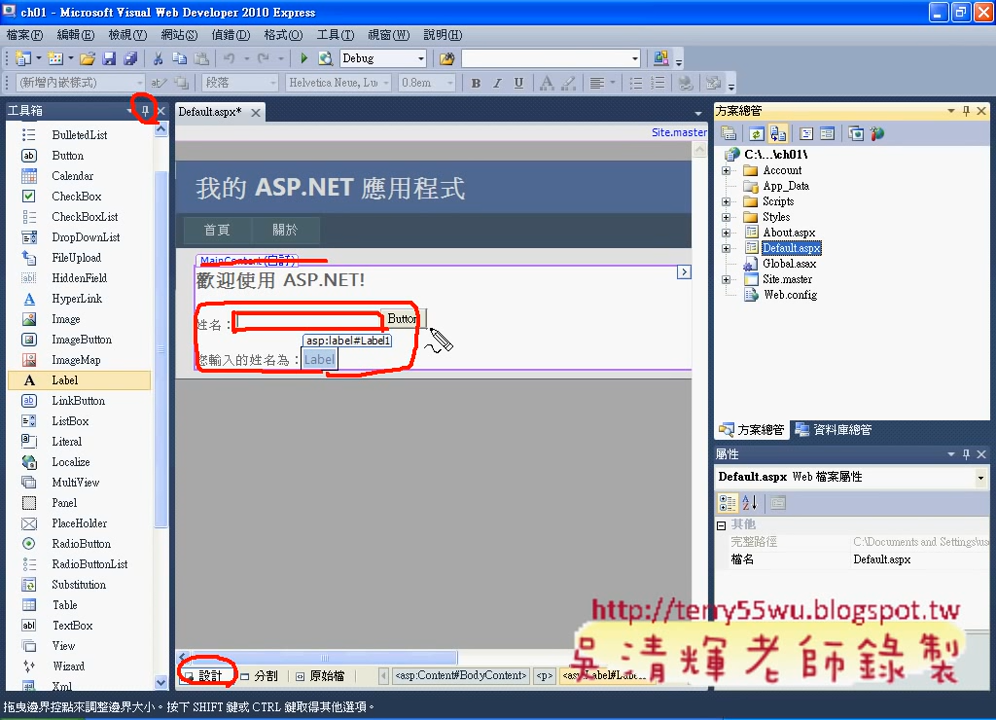 ch01 - Microsoft Visual Web Developer 2010 Express
檔案(F) 編輯(E) 檢視(V) 網站(S) 偵錯(D) 格式(O) 工具(T) 視窗(W) 說明(H)
Debug
(新增內嵌樣式) 段落 Helvetica Neue, Lu 0.8em B I U A
工具箱
BulletedList
Button
Calendar
CheckBox
CheckBoxList
DropDownList
FileUpload
HiddenField
HyperLink
Image
ImageButton
ImageMap
Label
LinkButton
ListBox
Literal
Localize
MultiView
Panel
PlaceHolder
RadioButton
RadioButtonList
Substitution
Table
TextBox
View
Wizard
Xml
Default.aspx*
Site.master
我的 ASP.NET 應用程式
首頁 關於
MainContent (自訂)
歡迎使用 ASP.NET!
姓名： Button
asp:label#Label1
您輸入的姓名為：Label
設計 分割 原始檔 <asp:Content#BodyContent> <p>
方案總管
C:\...\ch01\
Account
App_Data
Scripts
Styles
About.aspx
Default.aspx
Global.asax
Site.master
Web.config
方案總管 資料庫總管
屬性
Default.aspx Web 檔案屬性
其他
完整路徑 C:\Documents and Settings\use
檔名 Default.aspx
http://terry55wu.blogspot.tw
吳清輝老師錄製
拖曳邊界控點來調整邊界大小。按下 SHIFT 鍵或 CTRL 鍵取得其他選項。